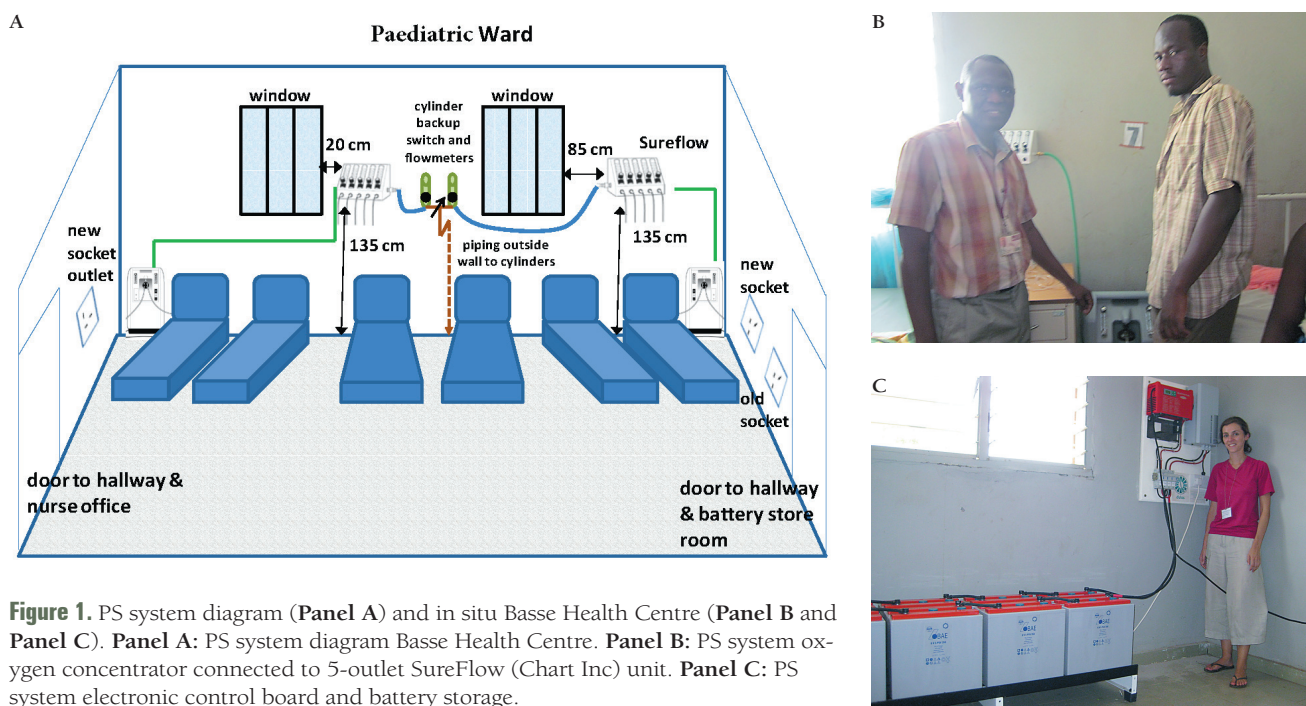 A
Paediatric Ward
window
20 cm
cylinder
backup
switch and
flowmeters
window
85 cm
Sureflow
new
socket
outlet
135 cm
piping outside
wall to cylinders
135 cm
new
socket
old
socket
door to hallway &
nurse office
door to hallway
& battery store
room
Figure 1. PS system diagram (Panel A) and in situ Basse Health Centre (Panel B and
Panel C). Panel A: PS system dagram Basse Health Centre. Panel B: PS system ox-
ygen concentrator connected to 5-outlet SureFlow (Chart Inc) unit. Panel C: PS
system electronic control board and battery storage.
B
7
C
BAE
BAE
BAE